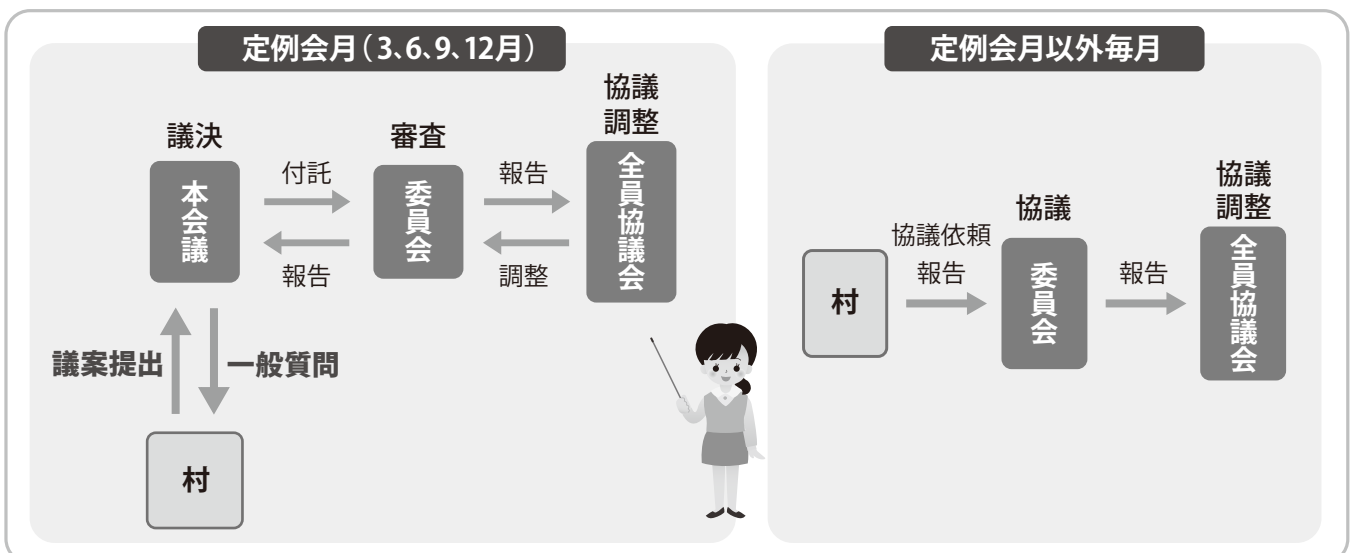 定例会月（3、6、9、12月）
協議
調整
議決
審査
本会議
付託
報告
委員会
報告
調整
全員協議会
議案提出
一般質問
村
定例会月以外毎月
協議
調整
協議
協議依頼
報告
村
委員会
報告
全員協議会